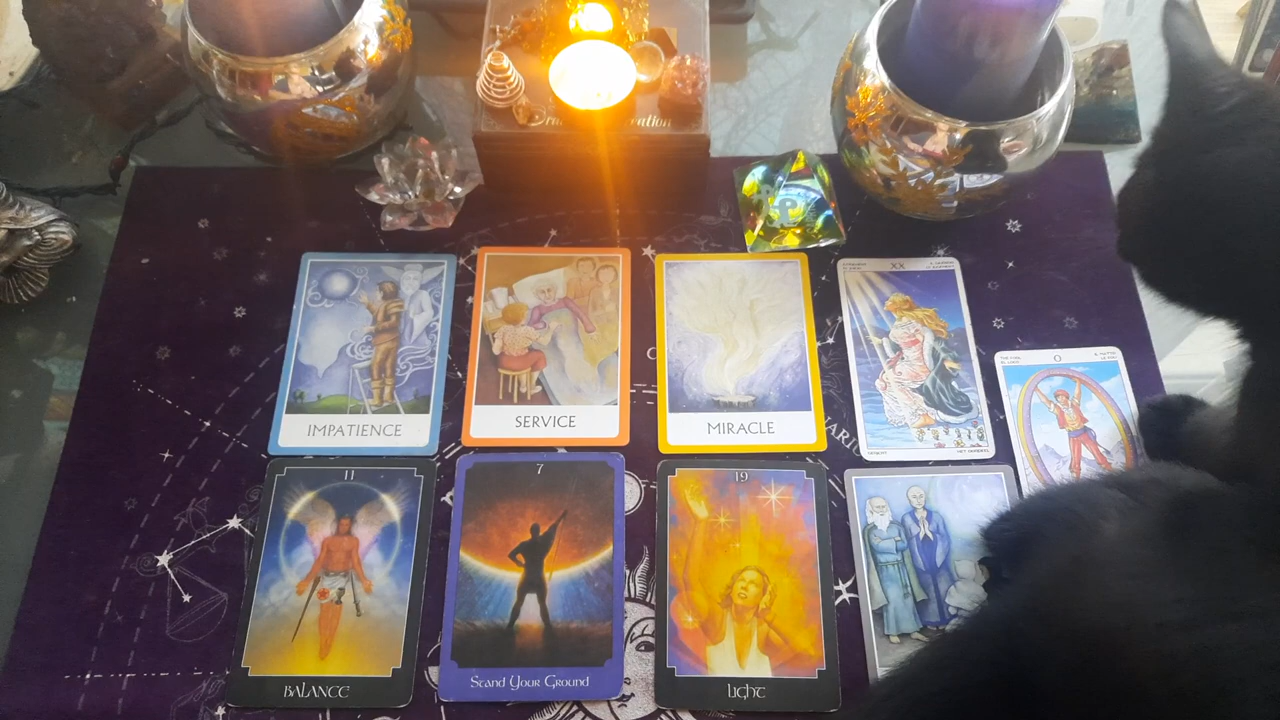 IMPATIENCE
SERVICE
MIRACLE
XX
0
11
BALANCE
7
Stand Your Ground
19
LIGHT